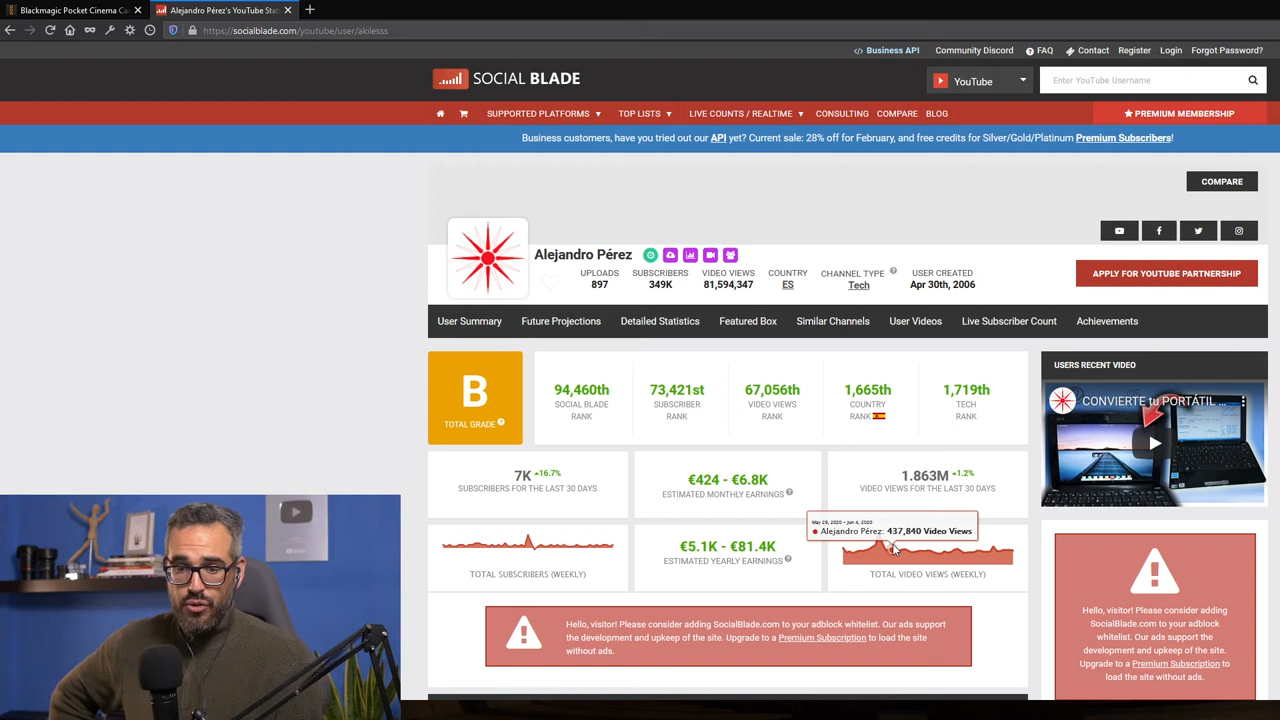 Blackmagic Pocket Cinema Ca
Alejandro Pérez's YouTube Stat
https://socialblade.com/youtube/user/akilesss
Business API
Community Discord
FAQ
Contact
Register
Login
Forgot Password?
SOCIAL BLADE
YouTube
Enter YouTube Username
SUPPORTED PLATFORMS
TOP LISTS
LIVE COUNTS / REALTIME
CONSULTING
COMPARE
BLOG
PREMIUM MEMBERSHIP
Business customers, have you tried out our API yet? Current sale: 28% off for February, and free credits for Silver/Gold/Platinum Premium Subscribers!
COMPARE
Alejandro Pérez
UPLOADS
897
SUBSCRIBERS
349K
VIDEO VIEWS
81,594,347
COUNTRY
ES
CHANNEL TYPE
Tech
USER CREATED
Apr 30th, 2006
APPLY FOR YOUTUBE PARTNERSHIP
User Summary
Future Projections
Detailed Statistics
Featured Box
Similar Channels
User Videos
Live Subscriber Count
Achievements
B
TOTAL GRADE
94,460th
SOCIAL BLADE
RANK
73,421st
SUBSCRIBER
RANK
67,056th
VIDEO VIEWS
RANK
1,665th
COUNTRY
RANK
1,719th
TECH
RANK
USERS RECENT VIDEO
CONVIERTE tu PORTÁTIL ...
7K 16.7%
SUBSCRIBERS FOR THE LAST 30 DAYS
€424 - €6.8K
ESTIMATED MONTHLY EARNINGS
1.863M 1.2%
VIDEO VIEWS FOR THE LAST 30 DAYS
May 29, 2020 – Jun 4, 2020
Alejandro Pérez: 437,840 Video Views
TOTAL SUBSCRIBERS (WEEKLY)
€5.1K - €81.4K
ESTIMATED YEARLY EARNINGS
TOTAL VIDEO VIEWS (WEEKLY)
Hello, visitor! Please consider adding SocialBlade.com to your adblock whitelist. Our ads support
the development and upkeep of the site. Upgrade to a Premium Subscription to load the site
without ads.
Hello, visitor! Please consider adding
SocialBlade.com to your adblock
whitelist. Our ads support the
development and upkeep of the site.
Upgrade to a Premium Subscription to
load the site without ads.